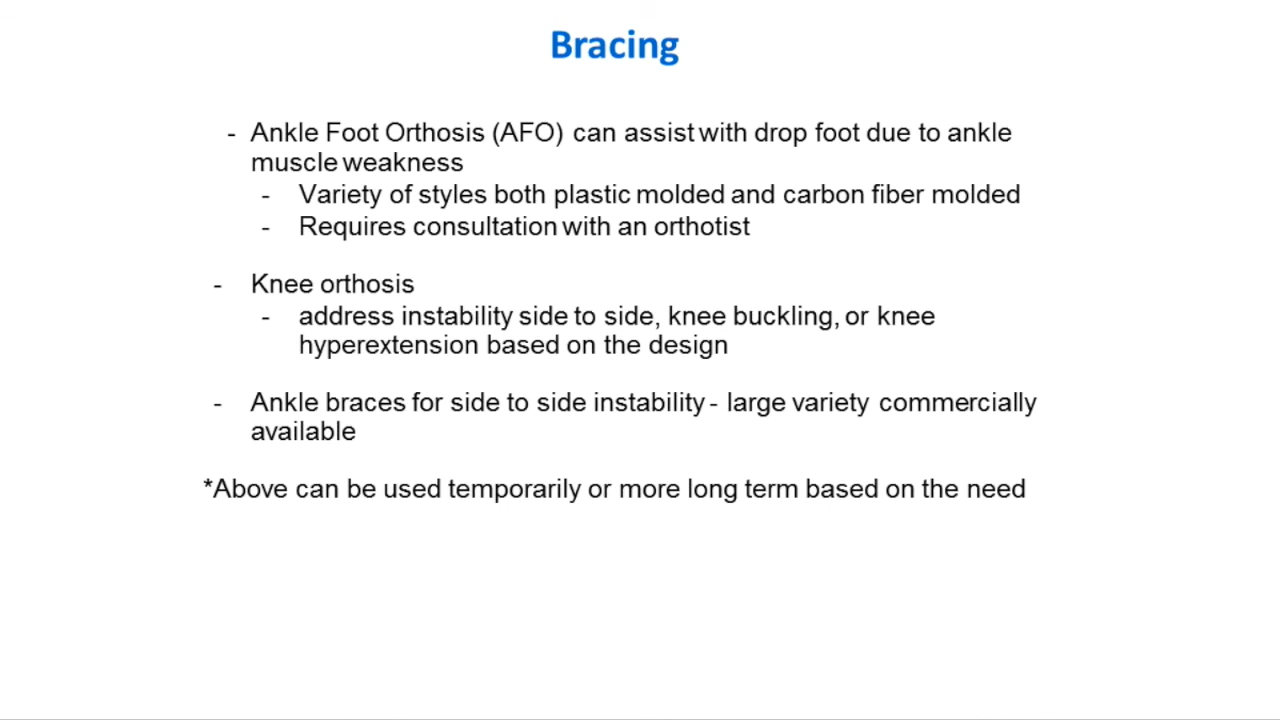 Bracing
- Ankle Foot Orthosis (AFO) can assist with drop foot due to ankle
muscle weakness
- Variety of styles both plastic molded and carbon fiber molded
- Requires consultation with an orthotist
- Knee orthosis
- address instability side to side, knee buckling, or knee
hyperextension based on the design
- Ankle braces for side to side instability - large variety commercially
available
*Above can be used temporarily or more long term based on the need